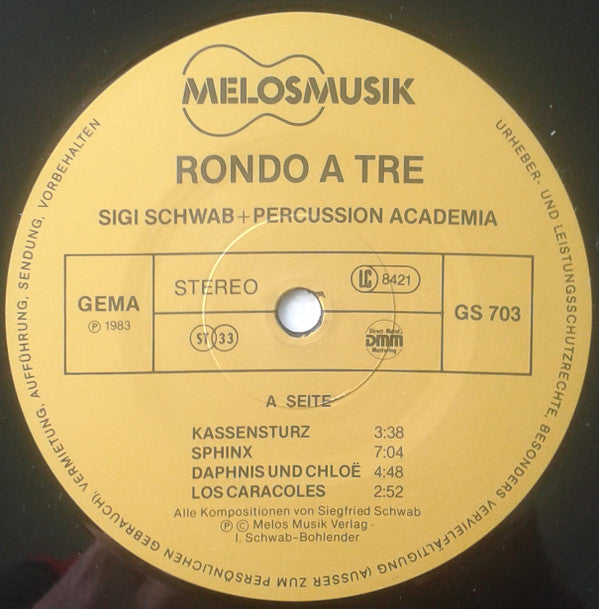 MELOSMUSIK
RONDO A TRE
SIGI SCHWAB + PERCUSSION ACADEMIA
GEMA
℗ 1983
STEREO
LC 8421
GS 703
ST 33
Direct Metal
DMM
Mastering
A SEITE
KASSENSTURZ 3:38
SPHINX 7:04
DAPHNIS UND CHLOË 4:48
LOS CARACOLES 2:52
Alle Kompositionen von Siegfried Schwab
℗ © Melos Musik Verlag ·
I. Schwab-Bohlender
URHEBER- UND LEISTUNGSSCHUTZRECHTE, BESONDERS VERVIELFÄLTIGUNG (AUSSER ZUM PERSÖNLICHEN GEBRAUCH), VERMIETUNG, AUFFÜHRUNG, SENDUNG, VORBEHALTEN